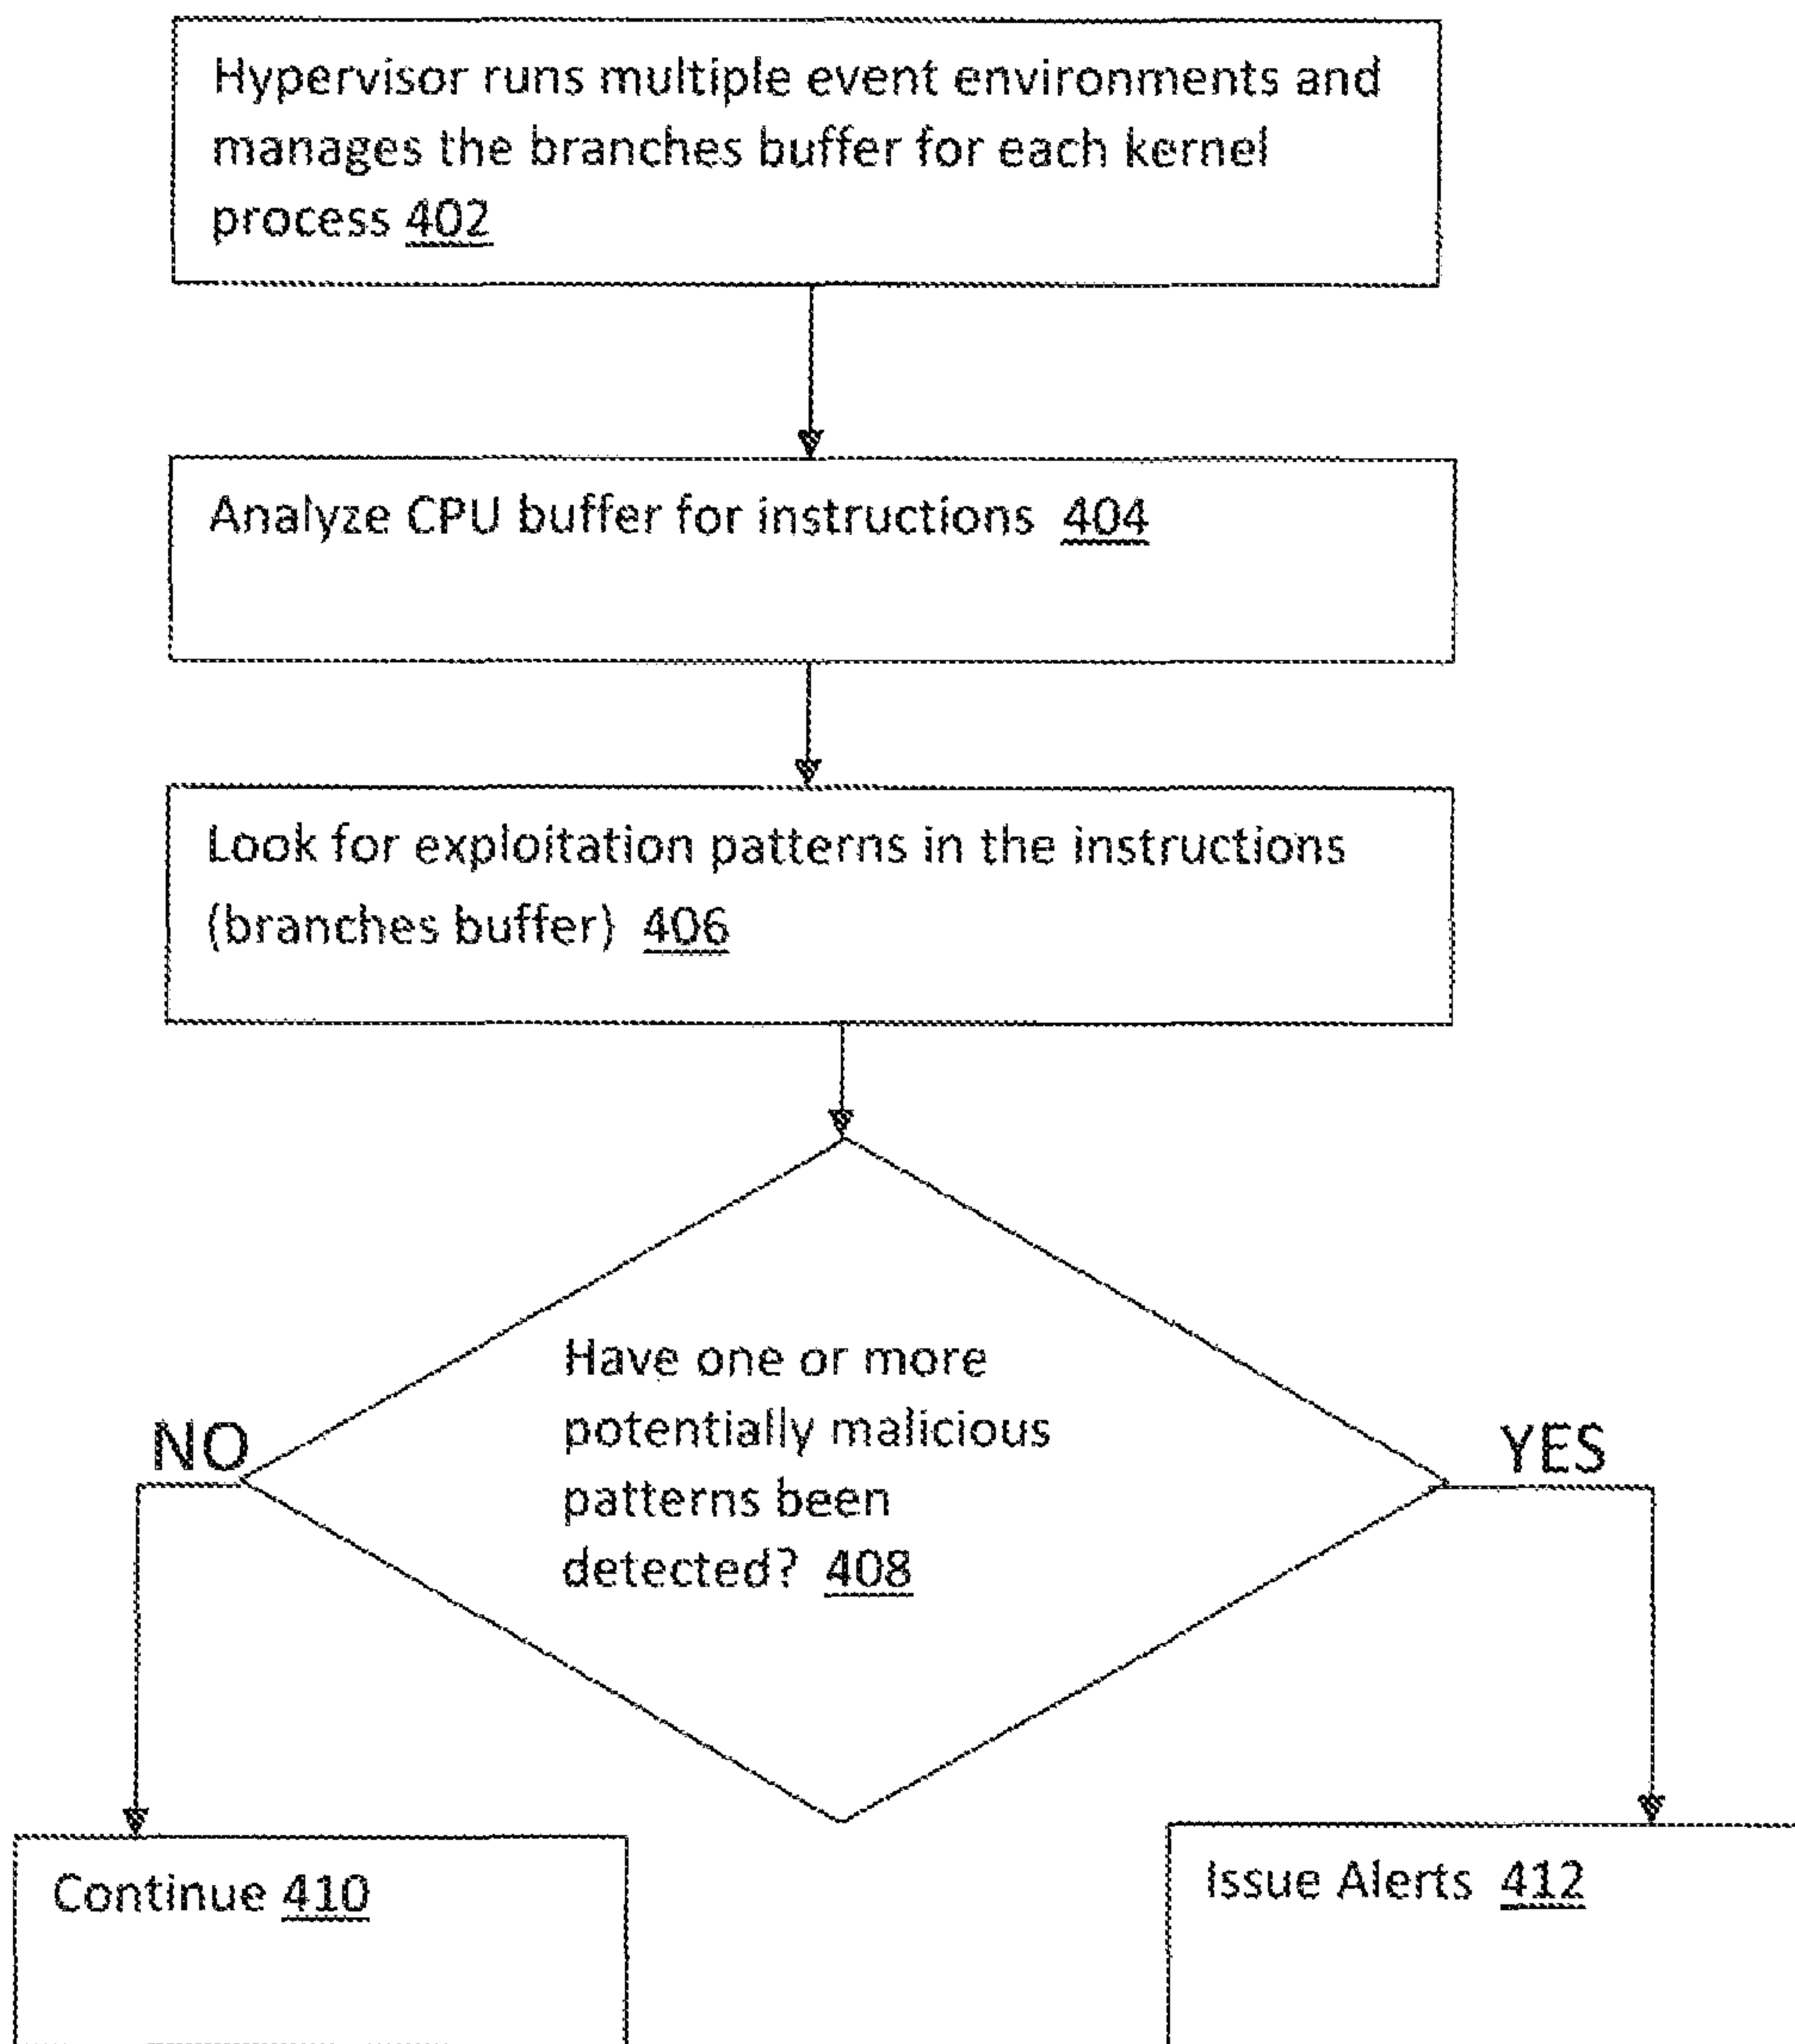 Hypervisor runs multiple event environments and
manages the branches buffer for each kernel
process 402
Analyze CPU buffer for instructions 404
Look for exploitation patterns in the instructions
(branches buffer) 406
Have one or more
potentially malicious
patterns been
detected? 408
NO
YES
Continue 410
Issue Alerts 412